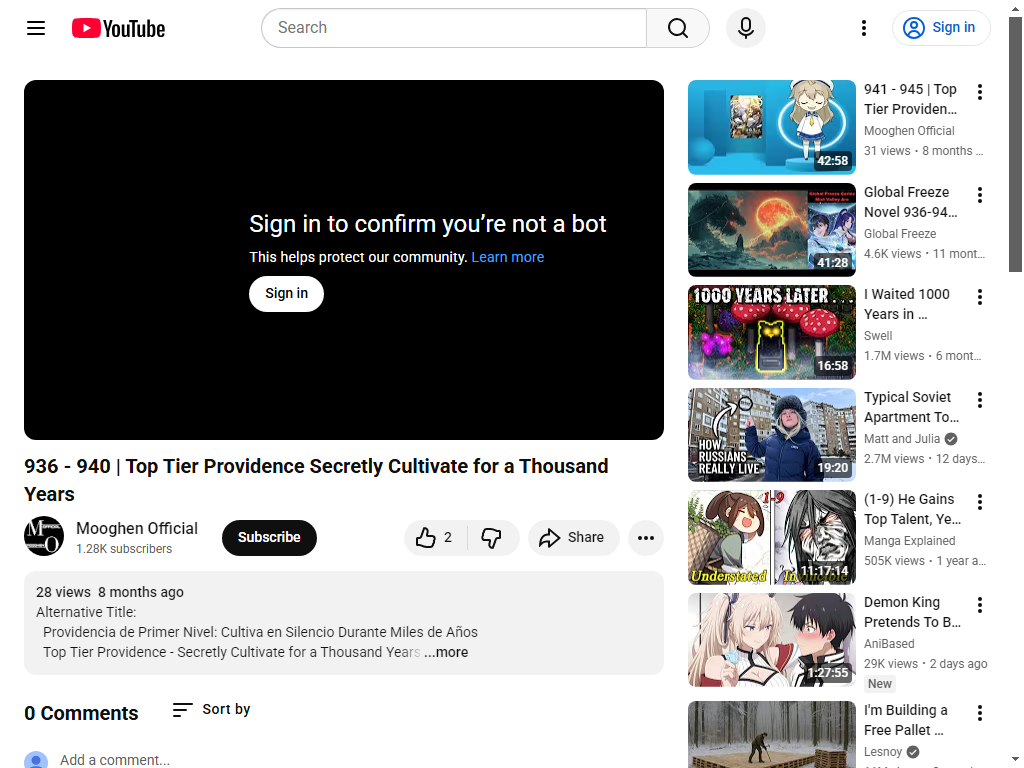 YouTube
Search
Sign in
Sign in to confirm you’re not a bot
This helps protect our community. Learn more
Sign in
936 - 940 | Top Tier Providence Secretly Cultivate for a Thousand
Years
Mooghen Official
1.28K subscribers
Subscribe
2
Share
28 views 8 months ago
Alternative Title:
Providencia de Primer Nivel: Cultiva en Silencio Durante Miles de Años
Top Tier Providence - Secretly Cultivate for a Thousand Years ...more
0 Comments
Sort by
Add a comment...
42:58
941 - 945 | Top
Tier Providen...
Mooghen Official
31 views • 8 months ...
41:28
Global Freeze
Novel 936-94...
Global Freeze
4.6K views • 11 mont...
1000 YEARS LATER...
16:58
I Waited 1000
Years in ...
Swell
1.7M views • 6 mont...
HOW
RUSSIANS
REALLY LIVE
19:20
Typical Soviet
Apartment To...
Matt and Julia
2.7M views • 12 days...
1-9
Understated
11:17:14
(1-9) He Gains
Top Talent, Ye...
Manga Explained
505K views • 1 year a...
1:27:55
Demon King
Pretends To B...
AniBased
29K views • 2 days ago
New
I'm Building a
Free Pallet ...
Lesnoy